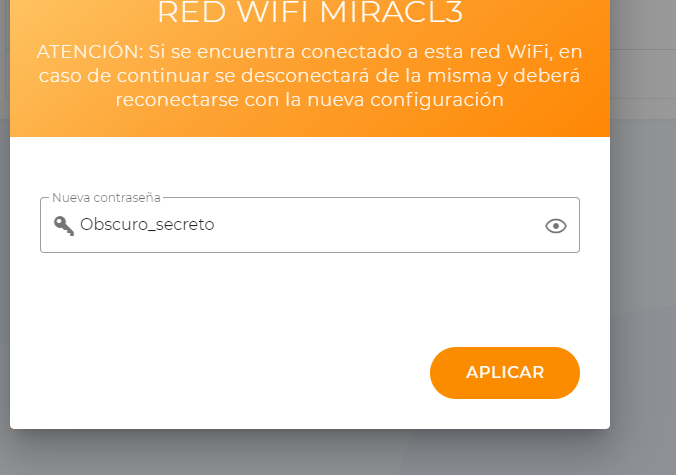 RED WIFI MIRACL3
ATENCIÓN: Si se encuentra conectado a esta red WiFi, en
caso de continuar se desconectará de la misma y deberá
reconectarse con la nueva configuración
Nueva contraseña
Obscuro_secreto
APLICAR